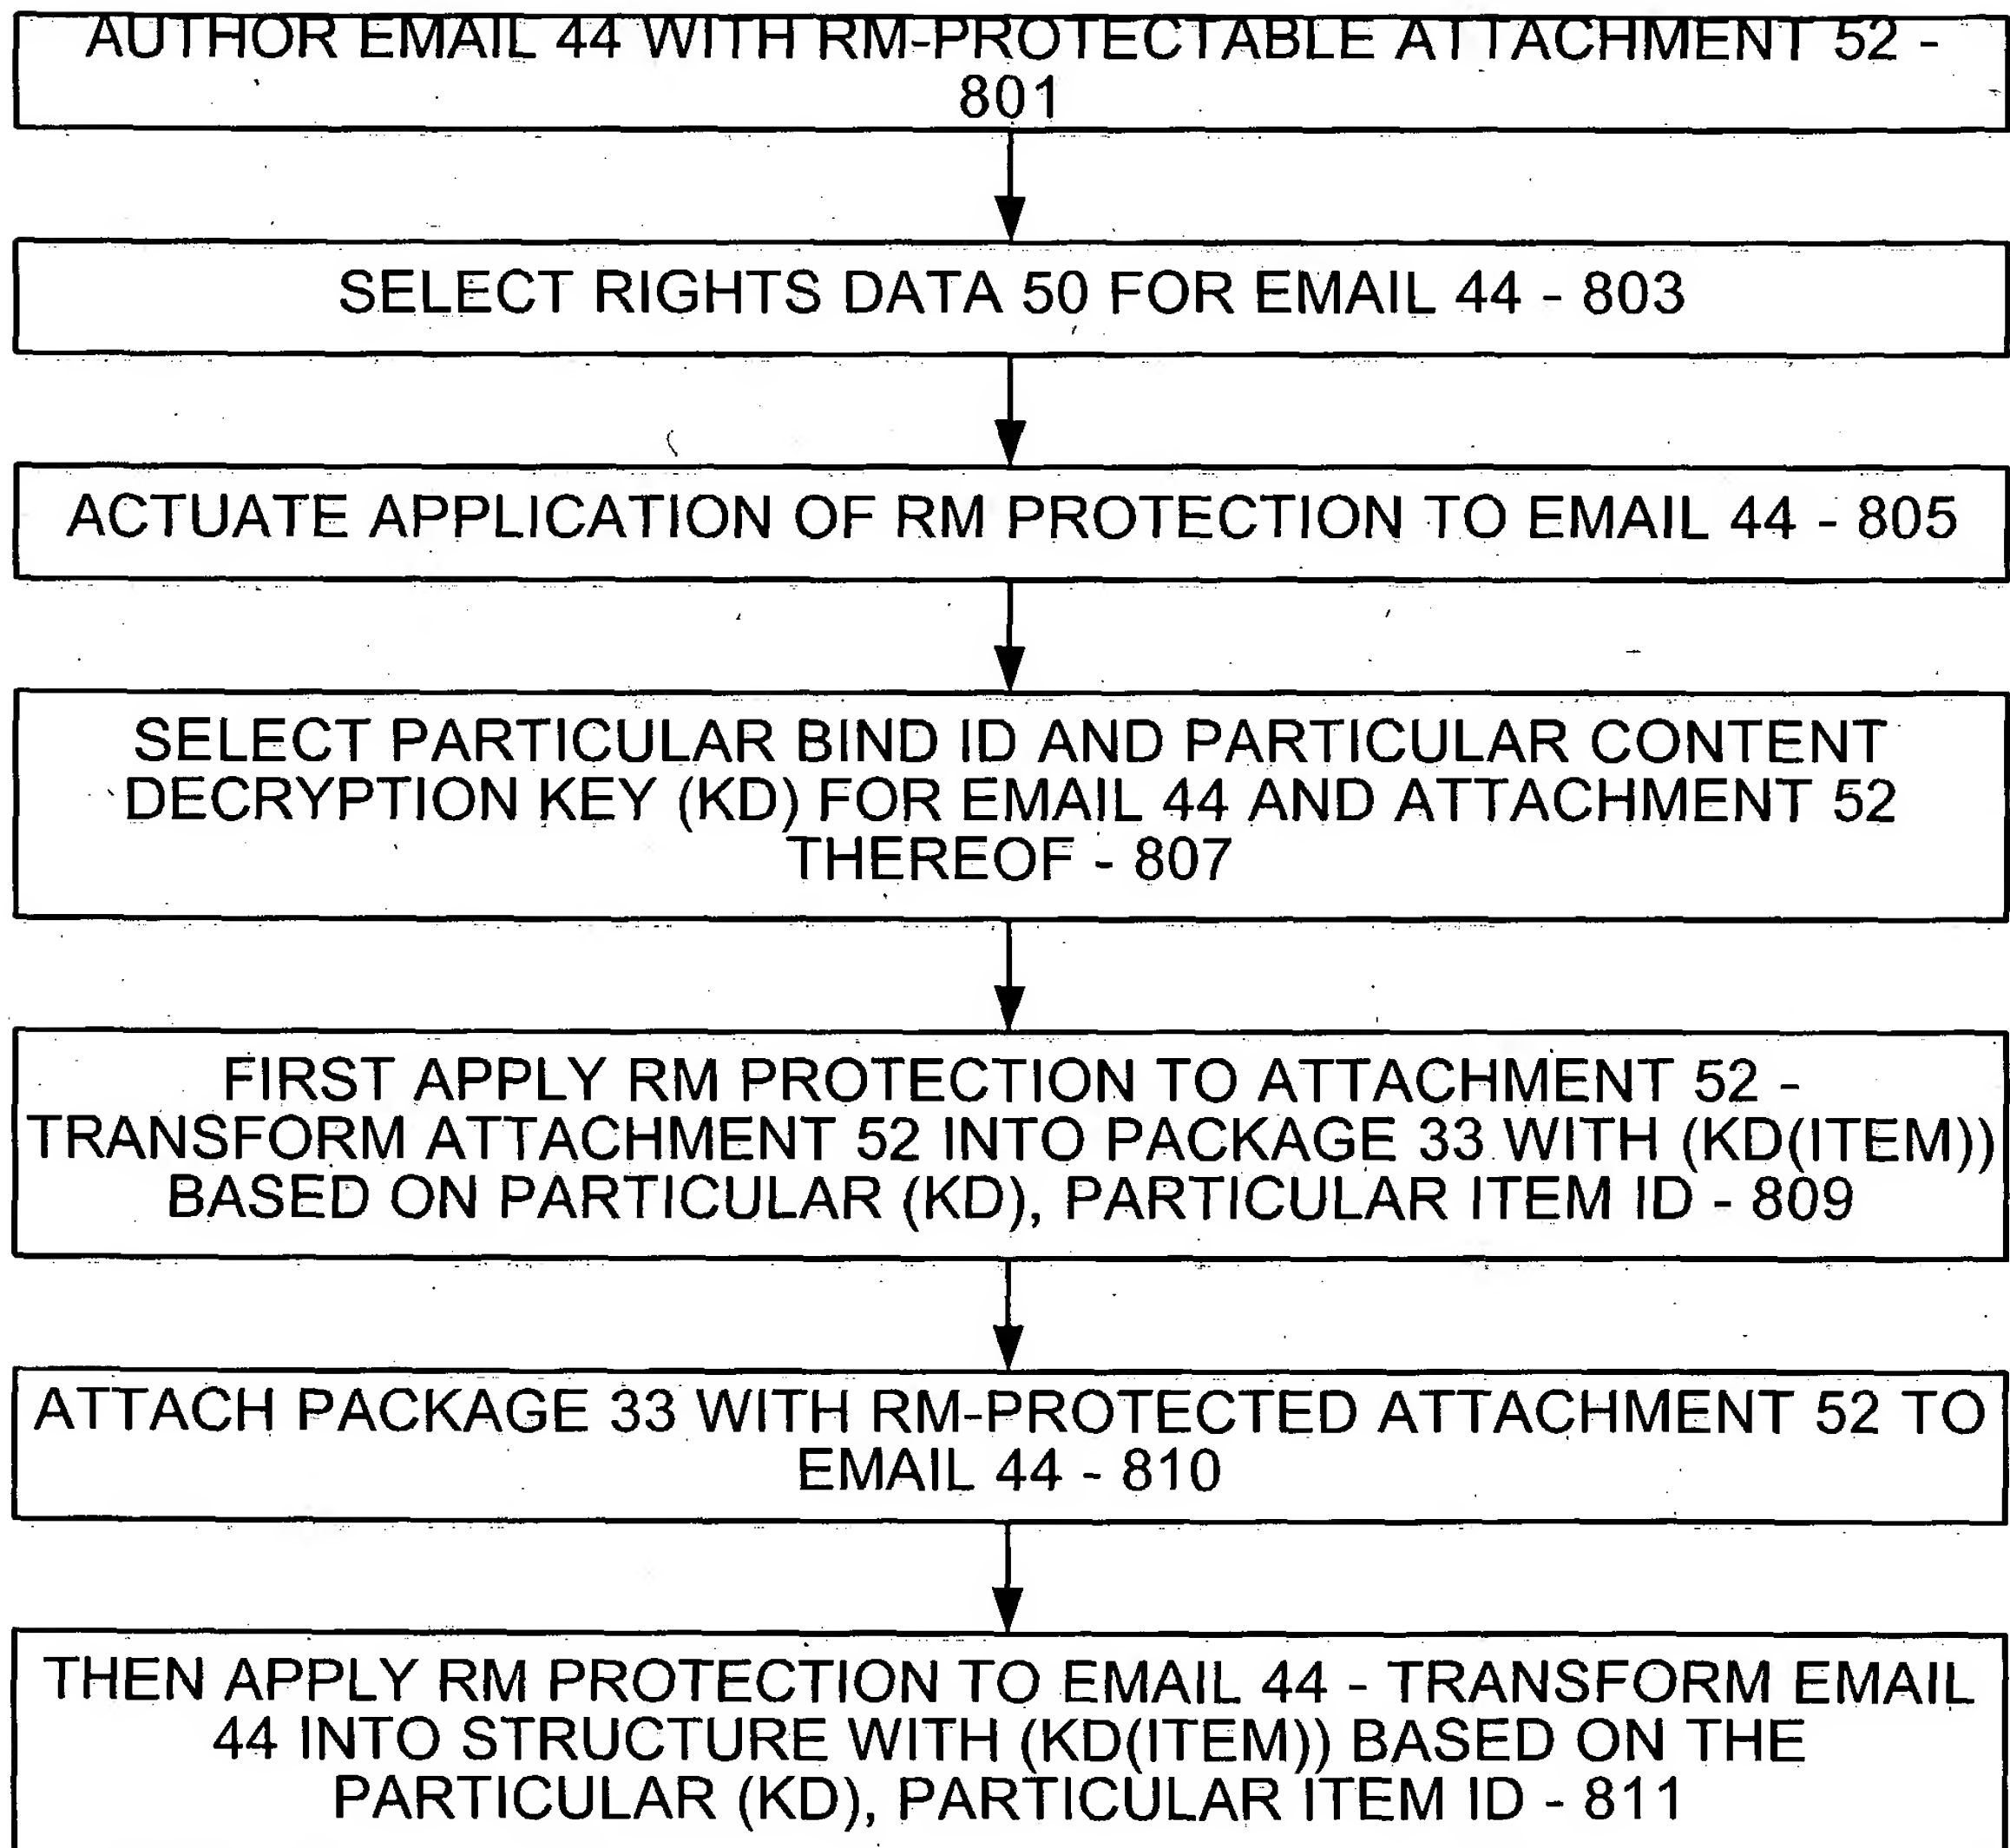 AUTHOR EMAIL 44 WITH RM-PROTECTABLE ATTACHMENT 52 -
801
SELECT RIGHTS DATA 50 FOR EMAIL 44 - 803
ACTUATE APPLICATION OF RM PROTECTION TO EMAIL 44 - 805
SELECT PARTICULAR BIND ID AND PARTICULAR CONTENT
DECRYPTION KEY (KD) FOR EMAIL 44 AND ATTACHMENT 52
THEREOF - 807
FIRST APPLY RM PROTECTION TO ATTACHMENT 52 -
TRANSFORM ATTACHMENT 52 INTO PACKAGE 33 WITH (KD(ITEM))
BASED ON PARTICULAR (KD), PARTICULAR ITEM ID - 809
ATTACH PACKAGE 33 WITH RM-PROTECTED ATTACHMENT 52 TO
EMAIL 44 - 810
THEN APPLY RM PROTECTION TO EMAIL 44 - TRANSFORM EMAIL
44 INTO STRUCTURE WITH (KD(ITEM)) BASED ON THE
PARTICULAR (KD), PARTICULAR ITEM ID - 811